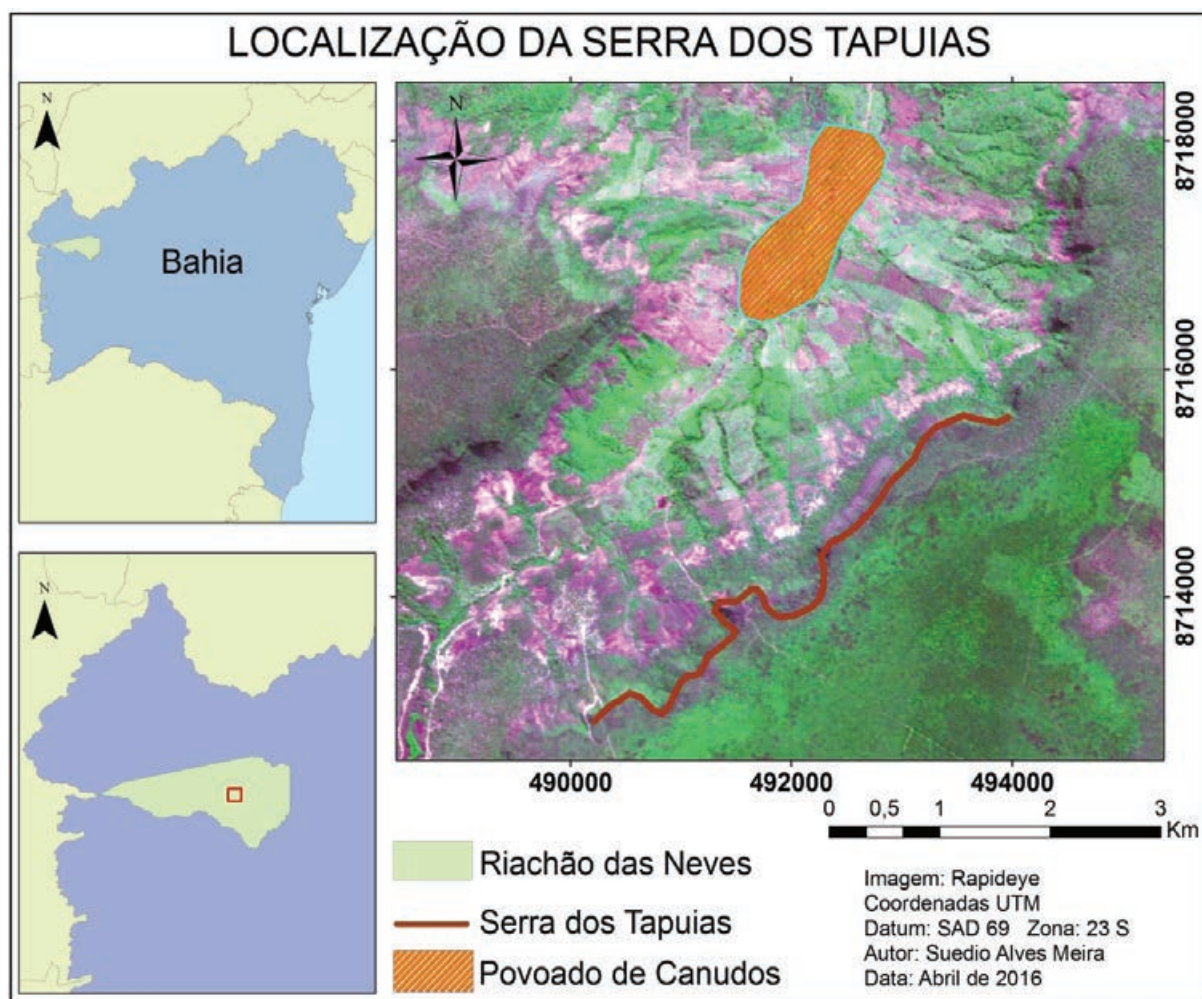 LOCALIZAÇÃO DA SERRA DOS TAPUIAS
N
Bahia
N
N
8718000
8716000
8714000
490000
492000
494000
0 0,5 1 2 3
Km
Riachão das Neves
Serra dos Tapuias
Povoado de Canudos
Imagem: Rapideye
Coordenadas UTM
Datum: SAD 69 Zona: 23 S
Autor: Suedio Alves Meira
Data: Abril de 2016